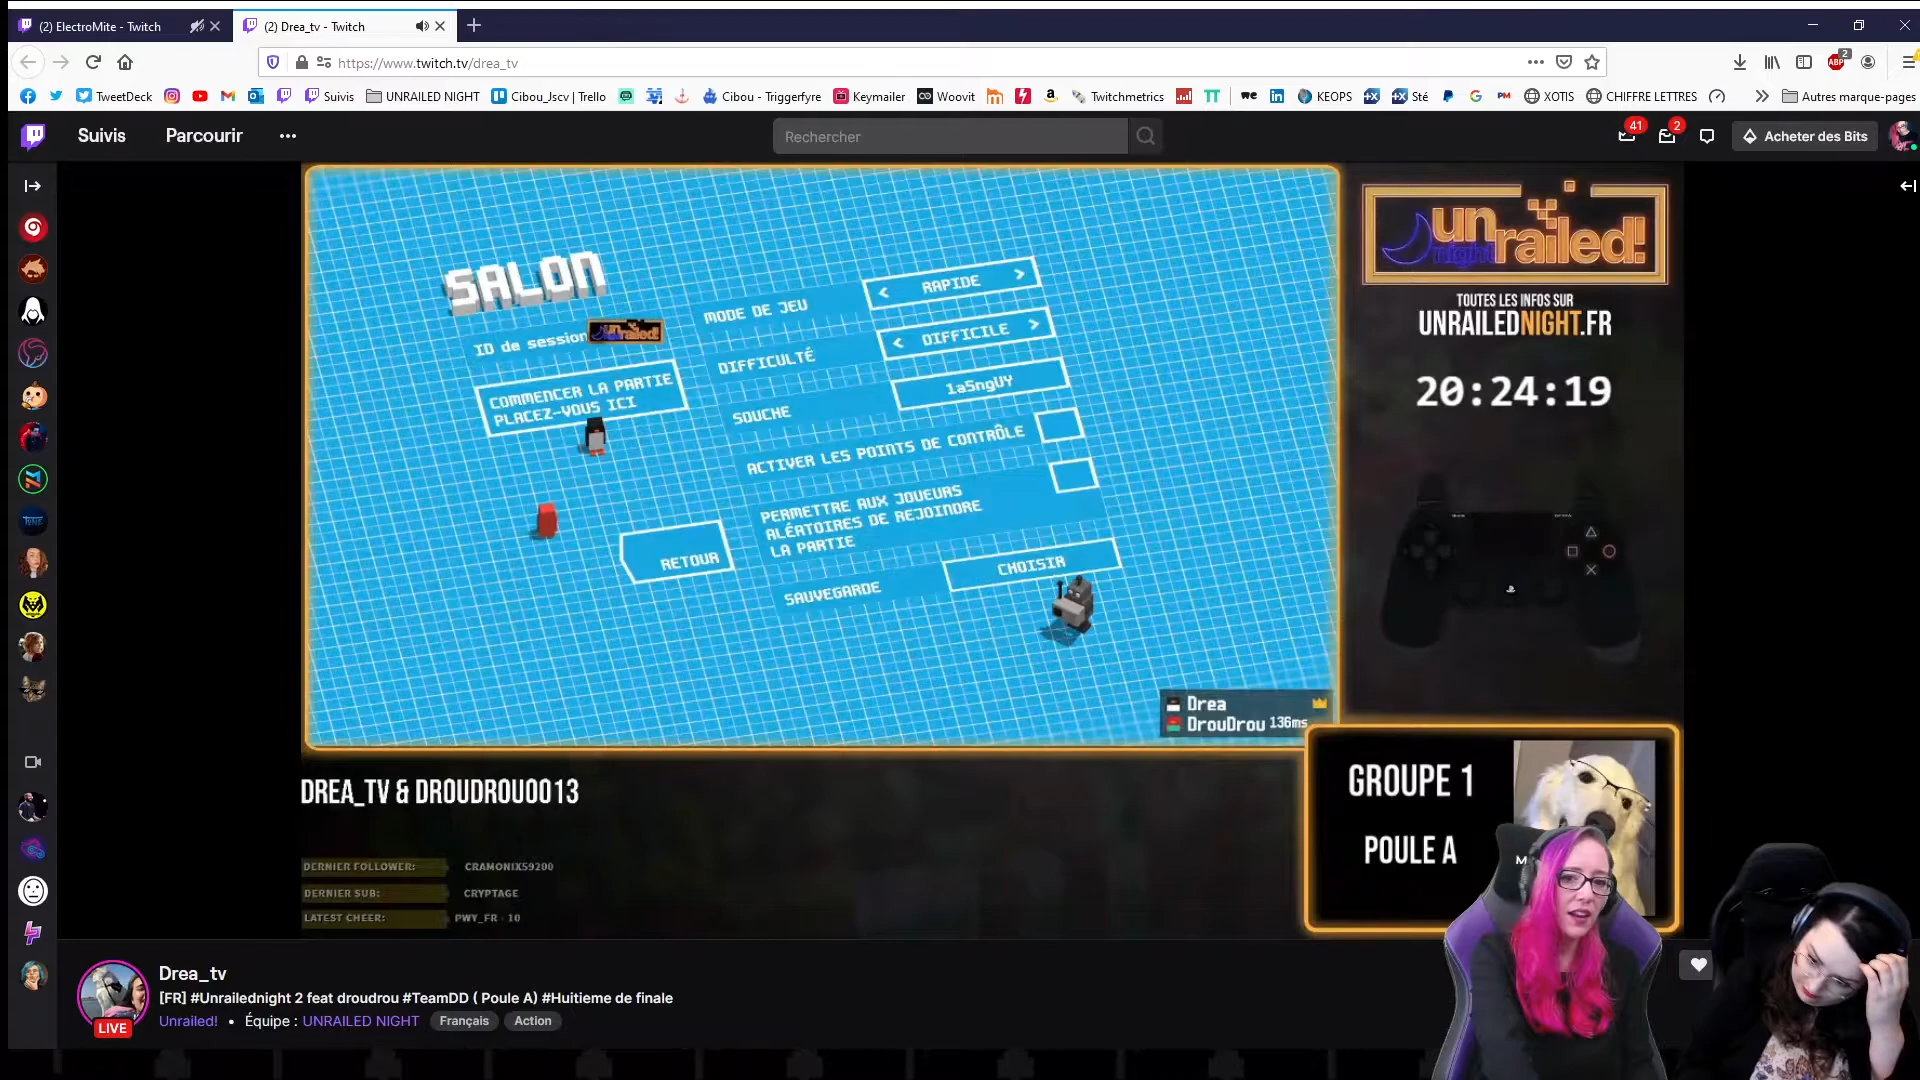 (2) ElectroMite - Twitch
(2) Drea_tv - Twitch
https://www.twitch.tv/drea_tv
2
TweetDeck
Suivis
UNRAILED NIGHT
Cibou_Jscv | Trello
Cibou - Triggerfyre
Keymailer
Woovit
Twitchmetrics
KEOPS
Sté
XOTIS
CHIFFRE LETTRES
Autres marque-pages
Suivis
Parcourir
Rechercher
41
2
Acheter des Bits
SALON
ID de session
unrailed!
COMMENCER LA PARTIE
PLACEZ-VOUS ICI
MODE DE JEU
RAPIDE
DIFFICULTÉ
DIFFICILE
SOUCHE
1a5ngUY
ACTIVER LES POINTS DE CONTRÔLE
PERMETTRE AUX JOUEURS
ALÉATOIRES DE REJOINDRE
LA PARTIE
RETOUR
SAUVEGARDE
CHOISIR
Drea
DrouDrou 136ms
unrailed!
night
TOUTES LES INFOS SUR
UNRAILEDNIGHT.FR
20:24:19
GROUPE 1
POULE A
M
DREA_TV & DROUDROU0013
DERNIER FOLLOWER: CRAMONIX59200
DERNIER SUB: CRYPTAGE
LATEST CHEER: PWY_FR - 10
Drea_tv
[FR] #Unrailednight 2 feat droudrou #TeamDD ( Poule A) #Huitieme de finale
LIVE
Unrailed! • Équipe : UNRAILED NIGHT Français Action